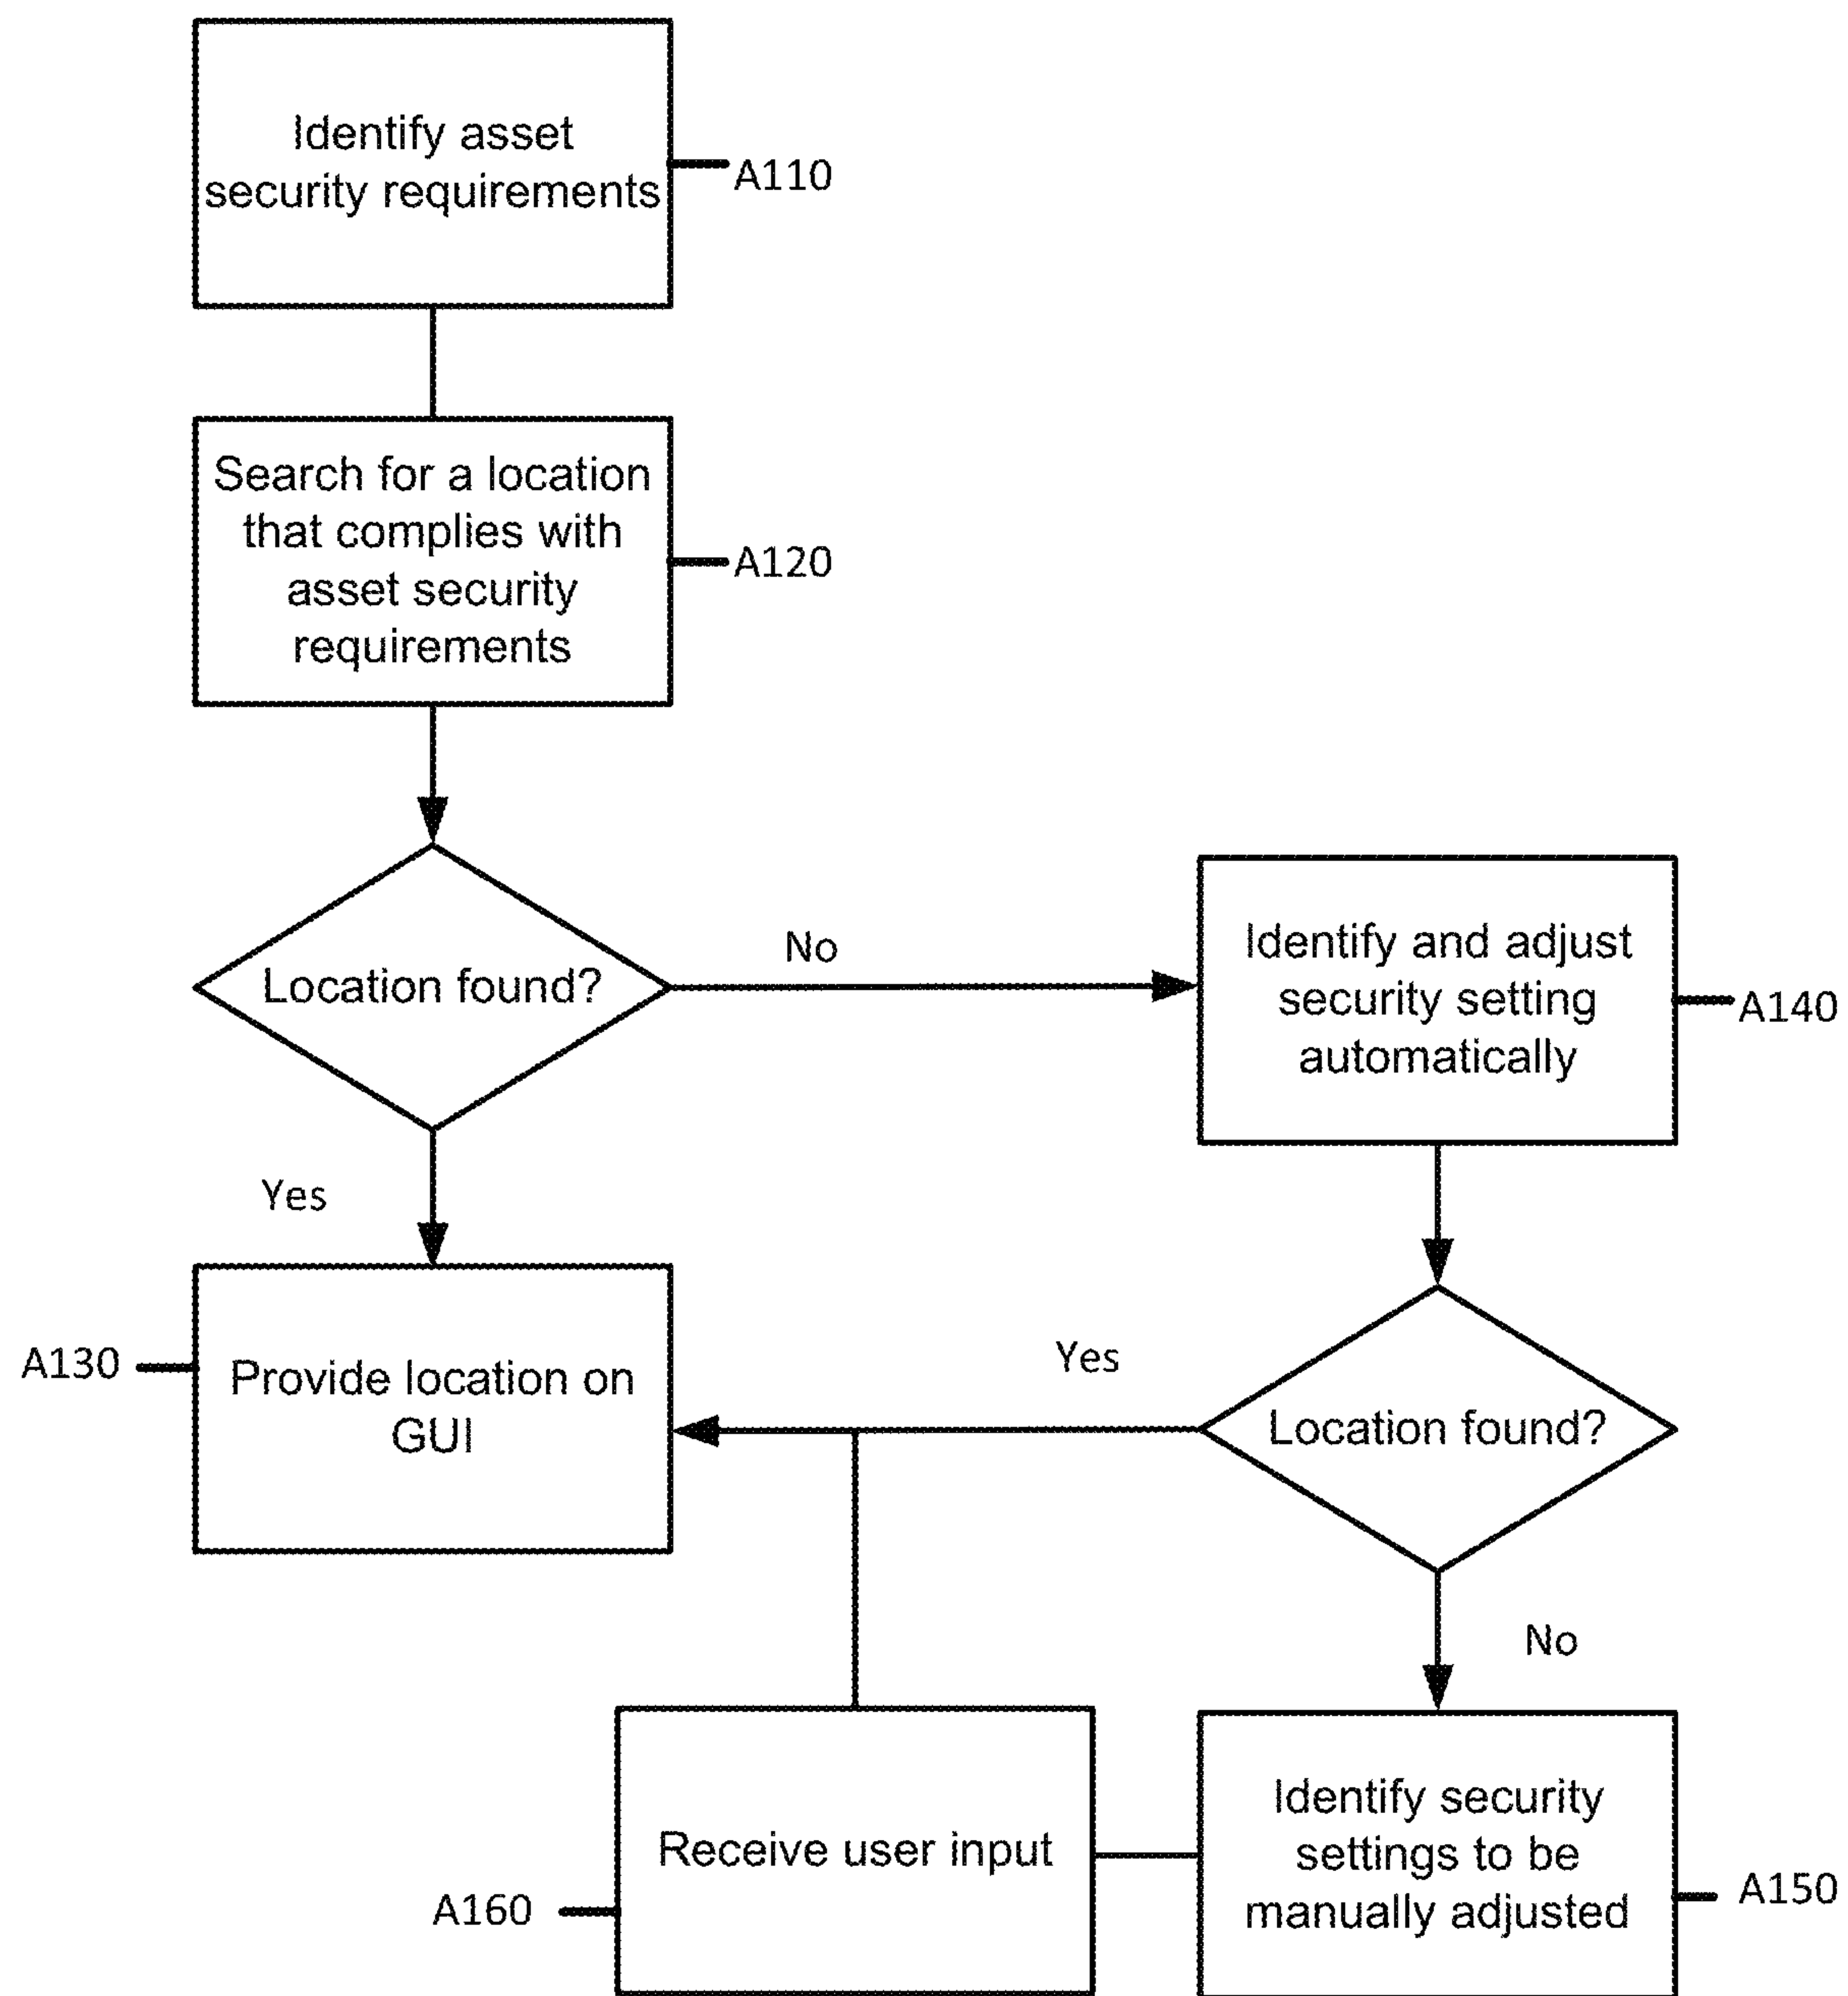 Identify asset
security requirements
A110
Search for a location
that complies with
asset security
requirements
A120
Location found?
No
Identify and adjust
security setting
automatically
A140
Yes
Provide location on
GUI
A130
Yes
Location found?
No
Receive user input
A160
Identify security
settings to be
manually adjusted
A150